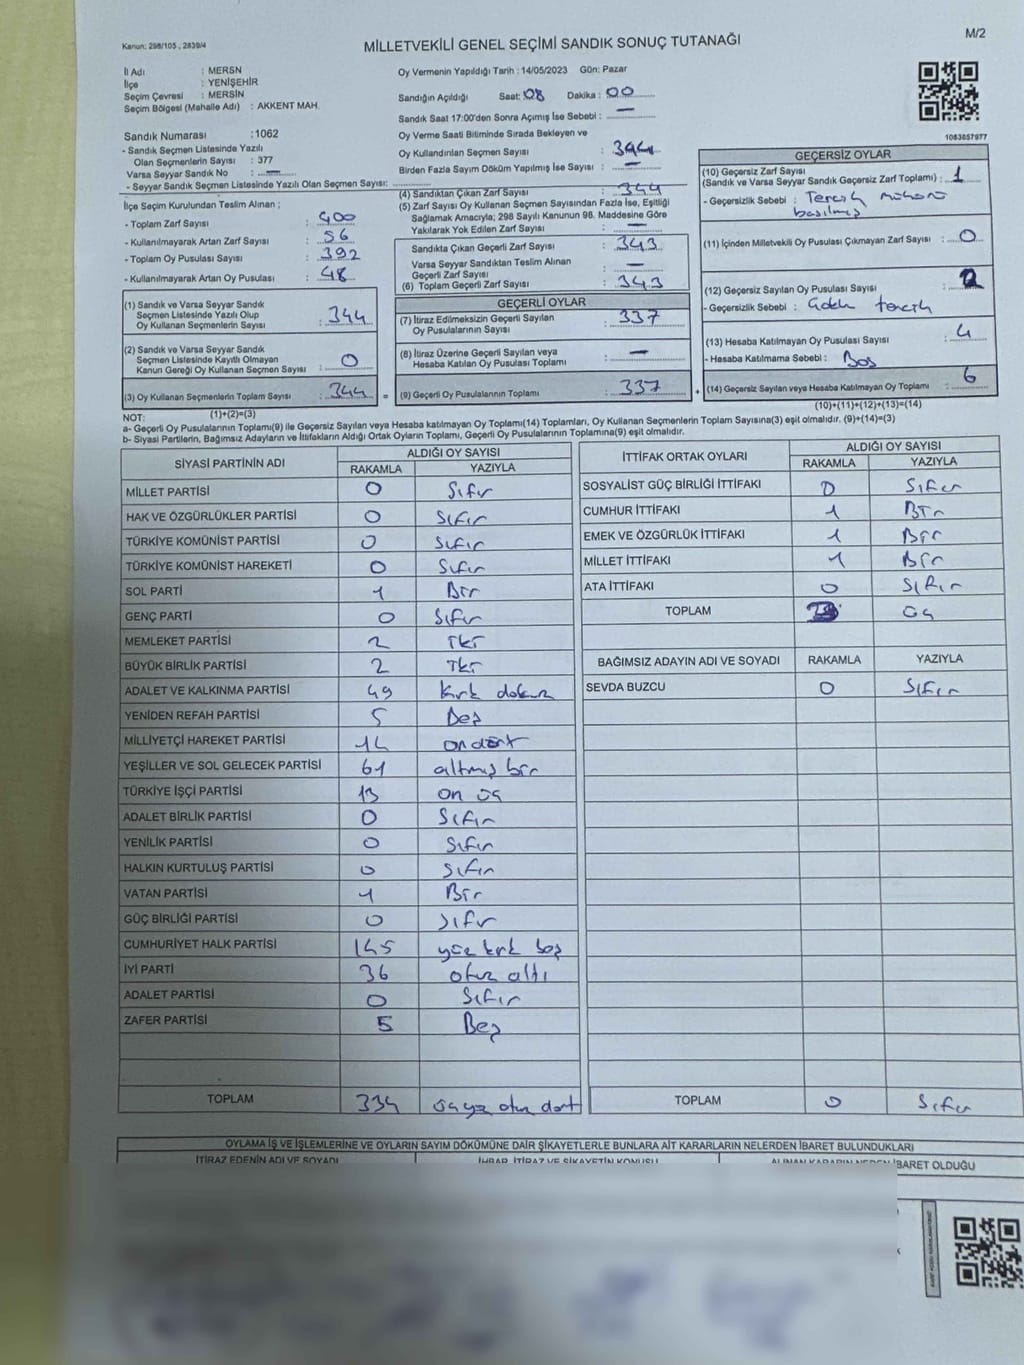 Kanun: 298/105 , 2839/4
MİLLETVEKİLİ GENEL SEÇİMİ SANDIK SONUÇ TUTANAĞI
M/2
İl Adı : MERSN
İlçe : YENİŞEHİR
Seçim Çevresi : MERSİN
Seçim Bölgesi (Mahalle Adı) : AKKENT MAH.
Oy Vermenin Yapıldığı Tarih : 14/05/2023 Gün: Pazar
Sandığın Açıldığı Saat: 08 Dakika : 00
Sandık Saat 17:00'den Sonra Açımış İse Sebebi : —
Sandık Numarası : 1062
- Sandık Seçmen Listesinde Yazılı
Olan Seçmenlerin Sayısı : 377
Varsa Seyyar Sandık No : —
- Seyyar Sandık Seçmen Listesinde Yazılı Olan Seçmen Sayısı:
Oy Verme Saati Bitiminde Sırada Bekleyen ve
Oy Kullandırılan Seçmen Sayısı : 344
Birden Fazla Sayım Döküm Yapılmış İse Sayısı : —
1083857977
İlçe Seçim Kurulundan Teslim Alınan ;
- Toplam Zarf Sayısı : 400
- Kullanılmayarak Artan Zarf Sayısı : 56
- Toplam Oy Pusulası Sayısı : 392
- Kullanılmayarak Artan Oy Pusulası : 48
(1) Sandık ve Varsa Seyyar Sandık
Seçmen Listesinde Yazılı Olup
Oy Kullanan Seçmenlerin Sayısı : 344
(2) Sandık ve Varsa Seyyar Sandık
Seçmen Listesinde Kayıtlı Olmayan
Kanun Gereği Oy Kullanan Seçmen Sayısı : 0
(3) Oy Kullanan Seçmenlerin Toplam Sayısı : 344 =
(1)+(2)=(3)
(4) Sandıktan Çıkan Zarf Sayısı : 344
(5) Zarf Sayısı Oy Kullanan Seçmen Sayısından Fazla İse, Eşitliği
Sağlamak Amacıyla; 298 Sayılı Kanunun 98. Maddesine Göre
Yakılarak Yok Edilen Zarf Sayısı : —
Sandıkta Çıkan Geçerli Zarf Sayısı : 343
Varsa Seyyar Sandıktan Teslim Alınan
Geçerli Zarf Sayısı : —
(6) Toplam Geçerli Zarf Sayısı : 343
GEÇERLİ OYLAR
(7) İtiraz Edilmeksizin Geçerli Sayılan
Oy Pusulalarının Sayısı : 337
(8) İtiraz Üzerine Geçerli Sayılan veya
Hesaba Katılan Oy Pusulası Toplamı : —
(9) Geçerli Oy Pusulalarının Toplamı : 337 +
GEÇERSİZ OYLAR
(10) Geçersiz Zarf Sayısı
(Sandık ve Varsa Seyyar Sandık Geçersiz Zarf Toplamı) : 1
- Geçersizlik Sebebi : Tercih mührü
basılmış
(11) İçinden Milletvekili Oy Pusulası Çıkmayan Zarf Sayısı : 0
(12) Geçersiz Sayılan Oy Pusulası Sayısı :
- Geçersizlik Sebebi : tercih
(13) Hesaba Katılmayan Oy Pusulası Sayısı : 4
- Hesaba Katılmama Sebebi : Boş
(14) Geçersiz Sayılan veya Hesaba Katılmayan Oy Toplamı : 6
(10)+(11)+(12)+(13)=(14)
NOT:
a- Geçerli Oy Pusulalarının Toplamı(9) ile Geçersiz Sayılan veya Hesaba katılmayan Oy Toplamı(14) Toplamları, Oy Kullanan Seçmenlerin Toplam Sayısına(3) eşit olmalıdır. (9)+(14)=(3)
b- Siyasi Partilerin, Bağımsız Adayların ve İttifakların Aldığı Ortak Oyların Toplamı, Geçerli Oy Pusulalarının Toplamına(9) eşit olmalıdır.
SİYASİ PARTİNİN ADI ALDIĞI OY SAYISI
RAKAMLA YAZIYLA
MİLLET PARTİSİ 0 Sıfır
HAK VE ÖZGÜRLÜKLER PARTİSİ 0 Sıfır
TÜRKİYE KOMÜNİST PARTİSİ 0 Sıfır
TÜRKİYE KOMÜNİST HAREKETİ 0 Sıfır
SOL PARTİ 1 Bir
GENÇ PARTİ 0 Sıfır
MEMLEKET PARTİSİ 2 İki
BÜYÜK BİRLİK PARTİSİ 2 İki
ADALET VE KALKINMA PARTİSİ 49 kırk dokuz
YENİDEN REFAH PARTİSİ 5 Beş
MİLLİYETÇİ HAREKET PARTİSİ 14 on dört
YEŞİLLER VE SOL GELECEK PARTİSİ 61 altmış bir
TÜRKİYE İŞÇİ PARTİSİ 13 on üç
ADALET BİRLİK PARTİSİ 0 Sıfır
YENİLİK PARTİSİ 0 Sıfır
HALKIN KURTULUŞ PARTİSİ 0 Sıfır
VATAN PARTİSİ 1 Bir
GÜÇ BİRLİĞİ PARTİSİ 0 sıfır
CUMHURİYET HALK PARTİSİ 145 yüz kırk beş
İYİ PARTİ 36 otuz altı
ADALET PARTİSİ 0 Sıfır
ZAFER PARTİSİ 5 Beş
TOPLAM 334 üç yüz otuz dört
İTTİFAK ORTAK OYLARI ALDIĞI OY SAYISI
RAKAMLA YAZIYLA
SOSYALİST GÜÇ BİRLİĞİ İTTİFAKI 0 Sıfır
CUMHUR İTTİFAKI 1 Bir
EMEK VE ÖZGÜRLÜK İTTİFAKI 1 Bir
MİLLET İTTİFAKI 1 Bir
ATA İTTİFAKI 0 Sıfır
TOPLAM üç
BAĞIMSIZ ADAYIN ADI VE SOYADI RAKAMLA YAZIYLA
SEVDA BUZCU 0 Sıfır
TOPLAM 0 Sıfır
OYLAMA İŞ VE İŞLEMLERİNE VE OYLARIN SAYIM DÖKÜMÜNE DAİR ŞİKAYETLERLE BUNLARA AİT KARARLARIN NELERDEN İBARET BULUNDUKLARI
İTİRAZ EDENİN ADI VE SOYADI İHBAR, İTİRAZ VE ŞİKAYETİN KONUSU ALINAN KARARIN NEDEN İBARET OLDUĞU